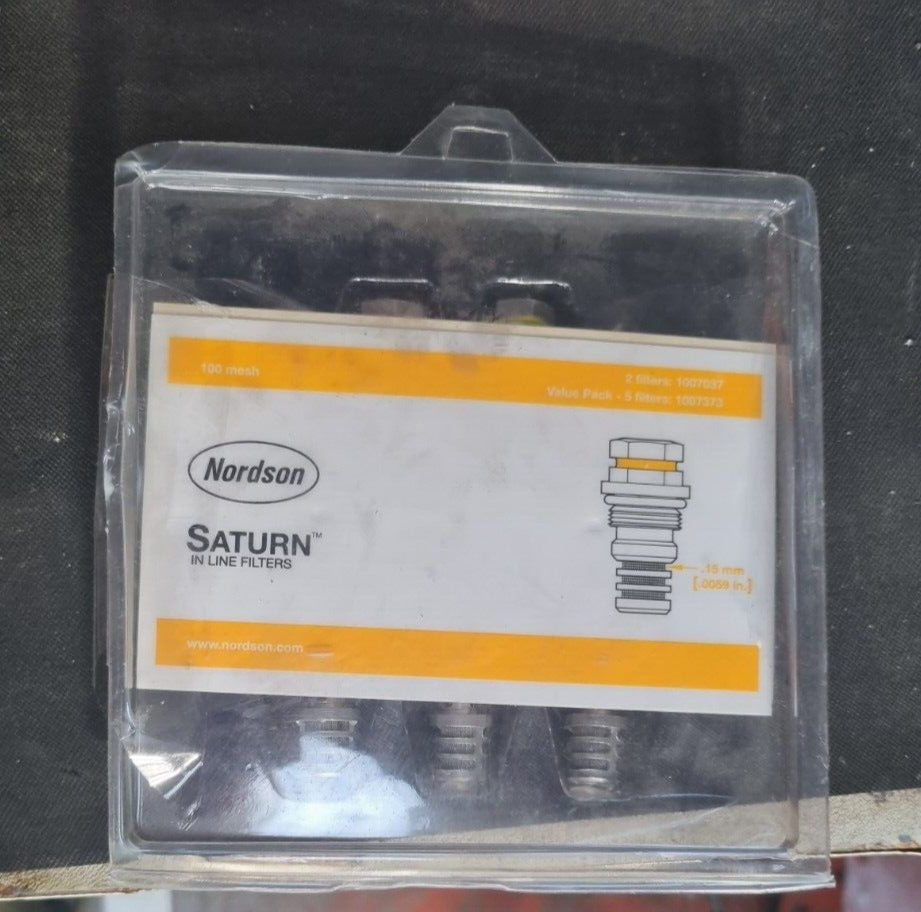 100 mesh
2 filters: 1007037
Value Pack - 5 filters: 1007373
Nordson
SATURN™
IN LINE FILTERS
.15 mm
[.0059 in.]
www.nordson.com